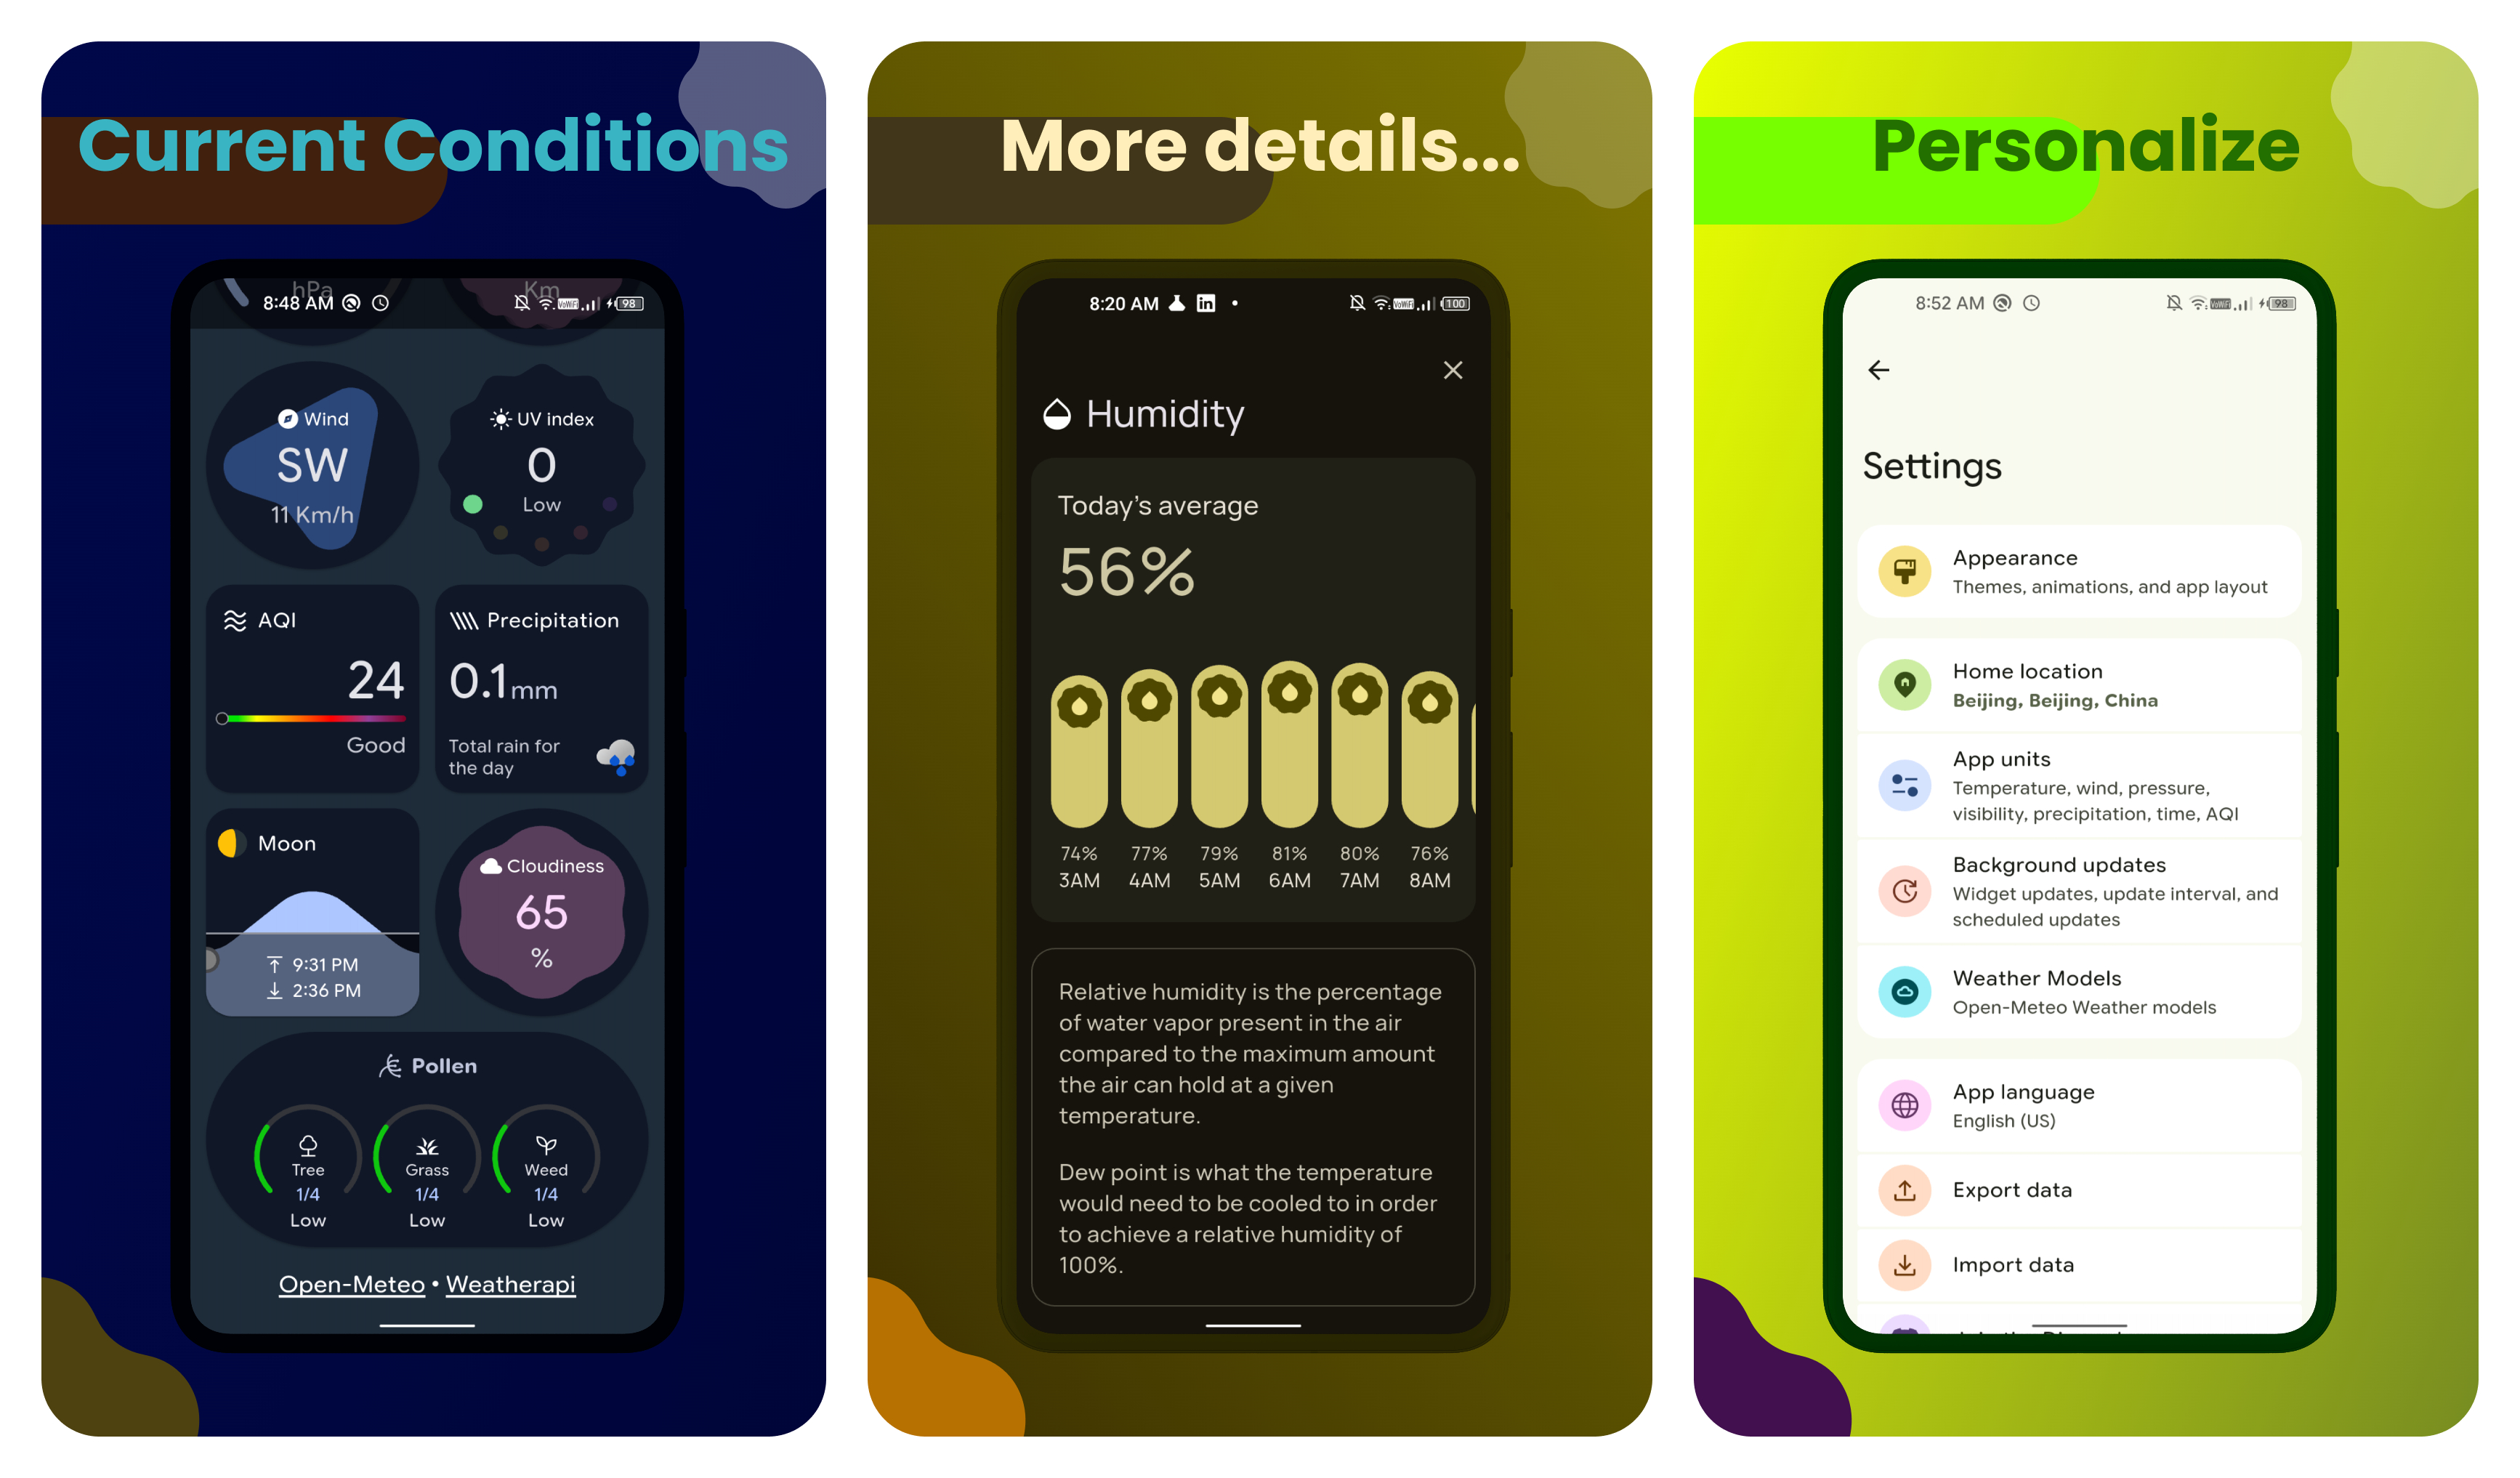 Current Conditions
hPa
Km
8:48 AM
VoWiFi
98
Wind
SW
11 Km/h
UV index
0
Low
AQI
24
Good
Precipitation
0.1mm
Total rain for
the day
Moon
9:31 PM
2:36 PM
Cloudiness
65
%
Pollen
Tree
1/4
Low
Grass
1/4
Low
Weed
1/4
Low
Open-Meteo • Weatherapi
More details...
8:20 AM in •
VoWiFi
100
Humidity
Today's average
56%
74% 77% 79% 81% 80% 76%
3AM 4AM 5AM 6AM 7AM 8AM
Relative humidity is the percentage
of water vapor present in the air
compared to the maximum amount
the air can hold at a given
temperature.
Dew point is what the temperature
would need to be cooled to in order
to achieve a relative humidity of
100%.
Personalize
8:52 AM
VoWiFi
98
Settings
Appearance
Themes, animations, and app layout
Home location
Beijing, Beijing, China
App units
Temperature, wind, pressure,
visibility, precipitation, time, AQI
Background updates
Widget updates, update interval, and
scheduled updates
Weather Models
Open-Meteo Weather models
App language
English (US)
Export data
Import data